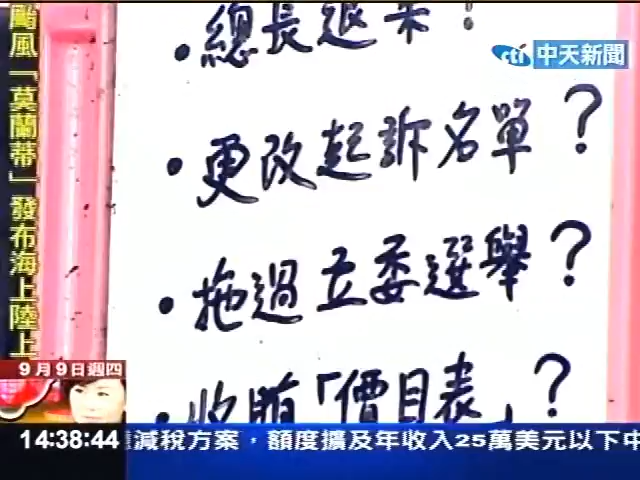 颱風「莫蘭蒂」發布海上陸上
cti 中天新聞
•總長退案?
•更改起訴名單?
•拖過立委選舉?
•收賄「價目表」?
9月9日週四
14:38:44
減稅方案，額度擴及年收入25萬美元以下中